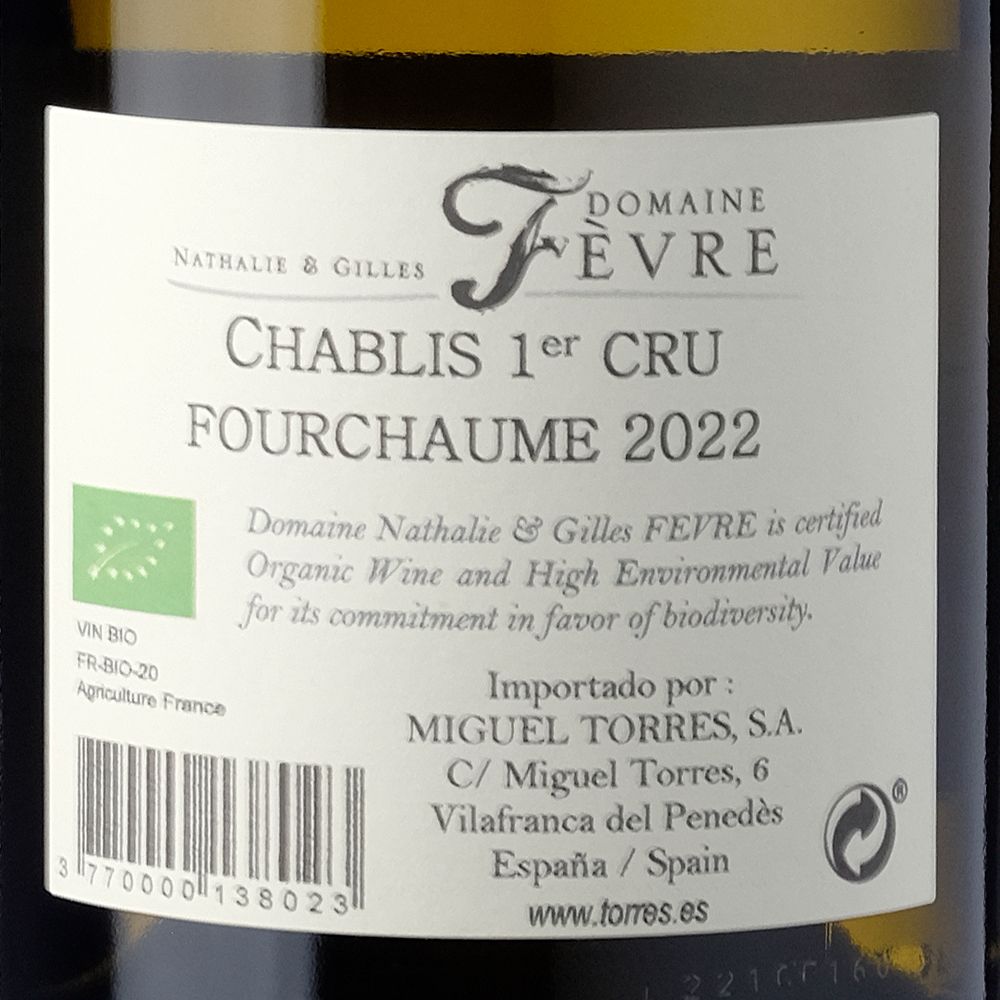 NATHALIE & GILLES
DOMAINE
FÈVRE
CHABLIS 1er CRU
FOURCHAUME 2022
Domaine Nathalie & Gilles FEVRE is certified
Organic Wine and High Environmental Value
for its commitment in favor of biodiversity.
VIN BIO
FR-BIO-20
Agriculture France
Importado por :
MIGUEL TORRES, S.A.
C/ Miguel Torres, 6
Vilafranca del Penedès
España / Spain
www.torres.es
®
3 770000 138023